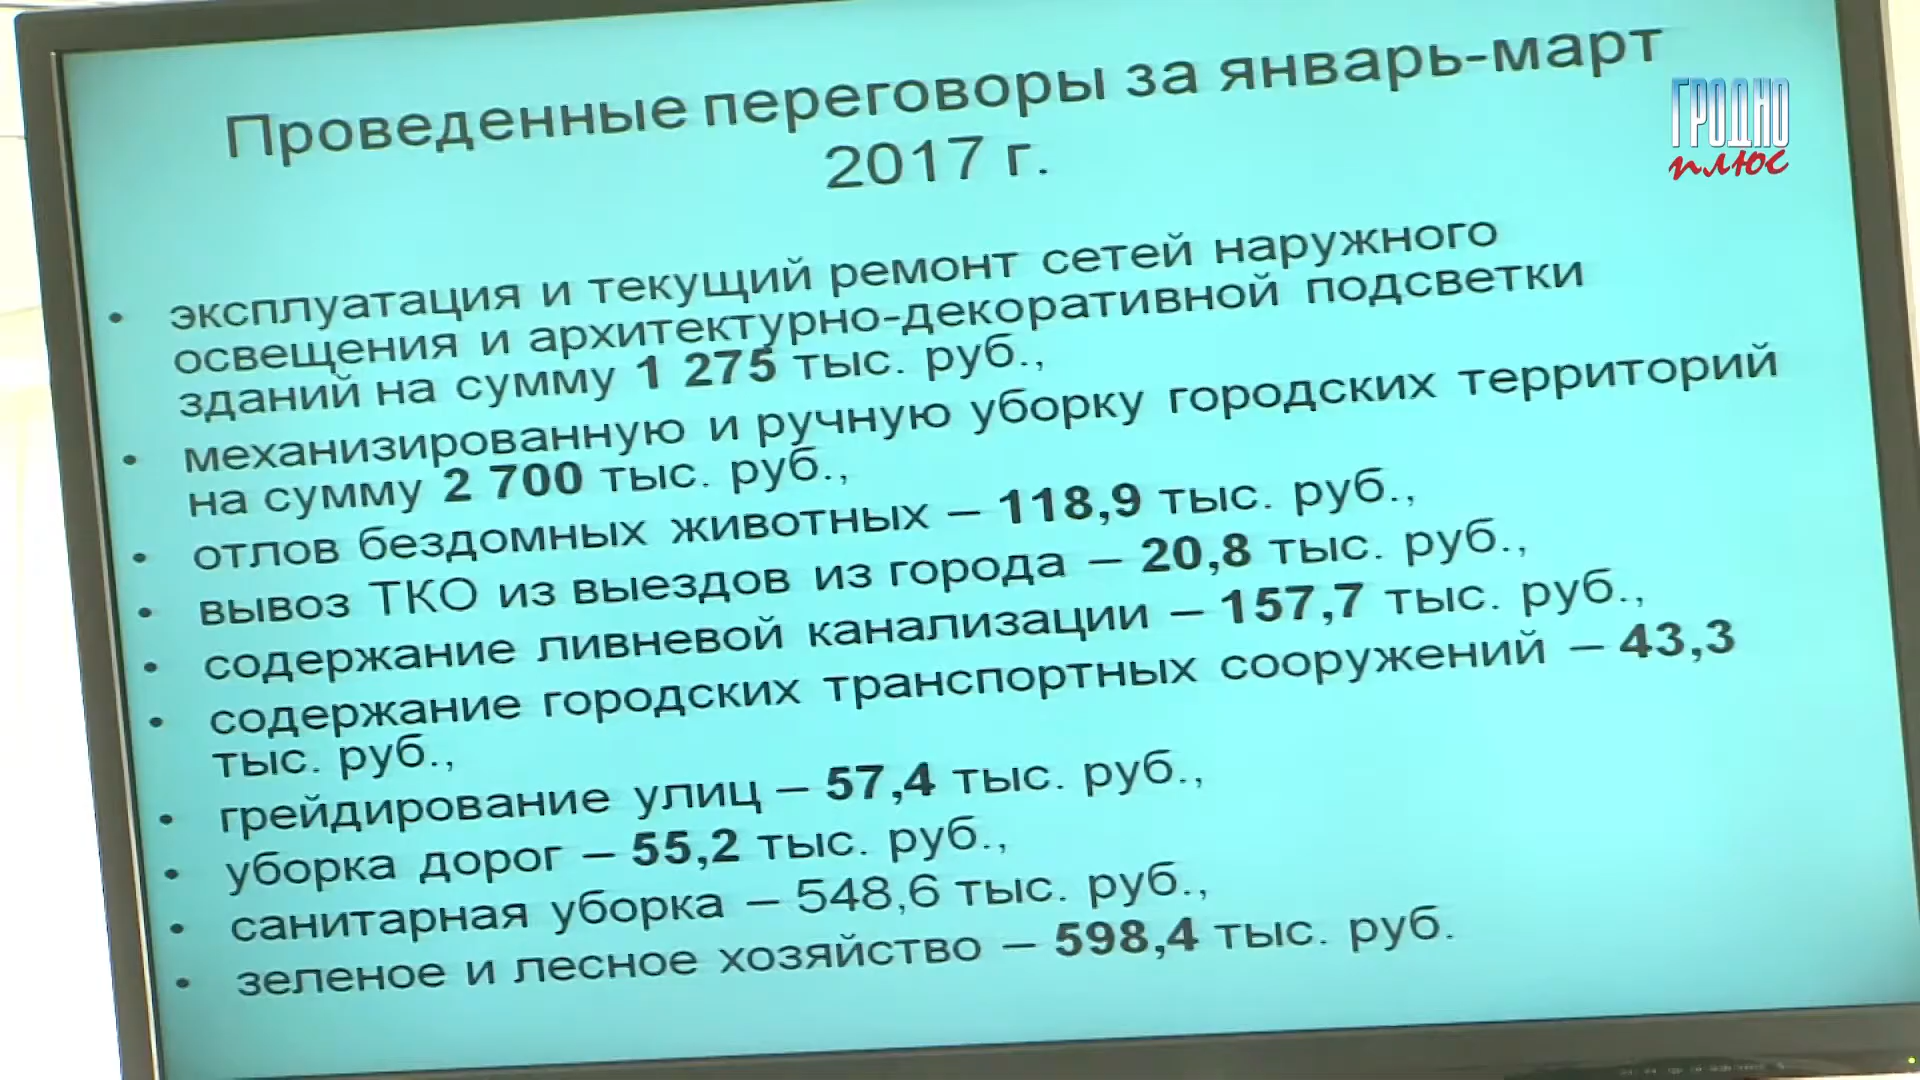 Проведенные переговоры за январь-март
2017 г.
ГРОДНО
плюс
• эксплуатация и текущий ремонт сетей наружного
освещения и архитектурно-декоративной подсветки
зданий на сумму 1 275 тыс. руб.,
• механизированную и ручную уборку городских территорий
на сумму 2 700 тыс. руб.,
• отлов бездомных животных – 118,9 тыс. руб.,
• вывоз ТКО из выездов из города – 20,8 тыс. руб.,
• содержание ливневой канализации – 157,7 тыс. руб.,
• содержание городских транспортных сооружений – 43,3
тыс. руб.,
• грейдирование улиц – 57,4 тыс. руб.,
• уборка дорог – 55,2 тыс. руб.,
• санитарная уборка – 548,6 тыс. руб.,
• зеленое и лесное хозяйство – 598,4 тыс. руб.